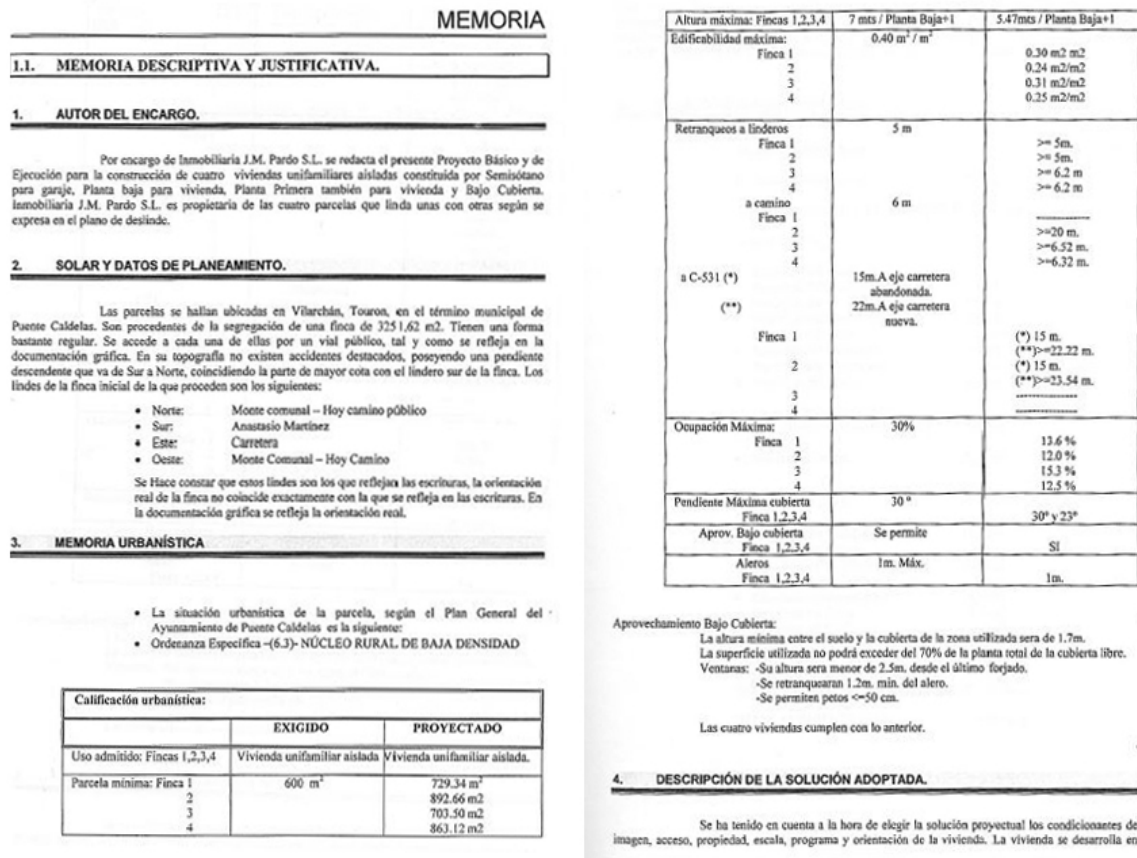 MEMORIA
1.1. MEMORIA DESCRIPTIVA Y JUSTIFICATIVA.
1. AUTOR DEL ENCARGO.
Por encargo de Inmobiliaria J.M. Pardo S.L. se redacta el presente Proyecto Básico y de
Ejecución para la construcción de cuatro viviendas unifamiliares aisladas constituida por Semisótano
para garaje, Planta baja para vivienda, Planta Primera también para vivienda y Bajo Cubierta.
Inmobiliaria J.M. Pardo S.L. es propietaria de las cuatro parcelas que linda unas con otras según se
expresa en el plano de deslinde.
2. SOLAR Y DATOS DE PLANEAMIENTO.
Las parcelas se hallan ubicadas en Vilarchán, Touron, en el término municipal de
Puente Caldelas. Son procedentes de la segregación de una finca de 3251,62 m2. Tienen una forma
bastante regular. Se accede a cada una de ellas por un vial público, tal y como se refleja en la
documentación gráfica. En su topografía no existen accidentes destacados, poseyendo una pendiente
descendente que va de Sur a Norte, coincidiendo la parte de mayor cota con el lindero sur de la finca. Los
lindes de la finca inicial de la que proceden son los siguientes:
• Norte: Monte comunal – Hoy camino público
• Sur: Anastasio Martínez
• Este: Carretera
• Oeste: Monte Comunal – Hoy Camino
Se Hace constar que estos lindes son los que reflejan las escrituras, la orientación
real de la finca no coincide exactamente con la que se refleja en las escrituras. En
la documentación gráfica se refleja la orientación real.
3. MEMORIA URBANÍSTICA
• La situación urbanística de la parcela, según el Plan General del
Ayuntamiento de Puente Caldelas es la siguiente:
• Ordenanza Específica –(6.3)- NÚCLEO RURAL DE BAJA DENSIDAD
Calificación urbanística:
EXIGIDO PROYECTADO
Uso admitido: Fincas 1,2,3,4 Vivienda unifamiliar aislada Vivienda unifamiliar aislada.
Parcela mínima: Finca 1 600 m² 729.34 m²
2 892.66 m2
3 703.50 m2
4 863.12 m2
Altura máxima: Fincas 1,2,3,4 7 mts / Planta Baja+1 5.47mts / Planta Baja+1
Edificabilidad máxima: 0.40 m² / m²
Finca 1 0.30 m2 m2
2 0.24 m2/m2
3 0.31 m2/m2
4 0.25 m2/m2
Retranqueos a linderos 5 m
Finca 1 >= 5m.
2 >= 5m.
3 >= 6.2 m
4 >= 6.2 m
a camino 6 m
Finca 1 -------------
2 >=20 m.
3 >=6.52 m.
4 >=6.32 m.
a C-531 (*) 15m.A eje carretera
abandonada.
(**) 22m.A eje carretera
nueva.
Finca 1 (*) 15 m.
(**)>=22.22 m.
2 (*) 15 m.
(**)>=23.54 m.
3 -------------
4 -------------
Ocupación Máxima: 30%
Finca 1 13.6 %
2 12.0 %
3 15.3 %
4 12.5 %
Pendiente Máxima cubierta 30 º
Finca 1,2,3,4 30º y 23º
Aprov. Bajo cubierta Se permite
Finca 1,2,3,4 SI
Aleros 1m. Máx.
Finca 1,2,3,4 1m.
Aprovechamiento Bajo Cubierta:
La altura mínima entre el suelo y la cubierta de la zona utilizada sera de 1.7m.
La superficie utilizada no podrá exceder del 70% de la planta total de la cubierta libre.
Ventanas: -Su altura sera menor de 2.5m. desde el último forjado.
-Se retranquearan 1.2m. min. del alero.
-Se permiten petos <=50 cm.
Las cuatro viviendas cumplen con lo anterior.
4. DESCRIPCIÓN DE LA SOLUCIÓN ADOPTADA.
Se ha tenido en cuenta a la hora de elegir la solución proyectual los condicionantes de
imagen, acceso, propiedad, escala, programa y orientación de la vivienda. La vivienda se desarrolla en